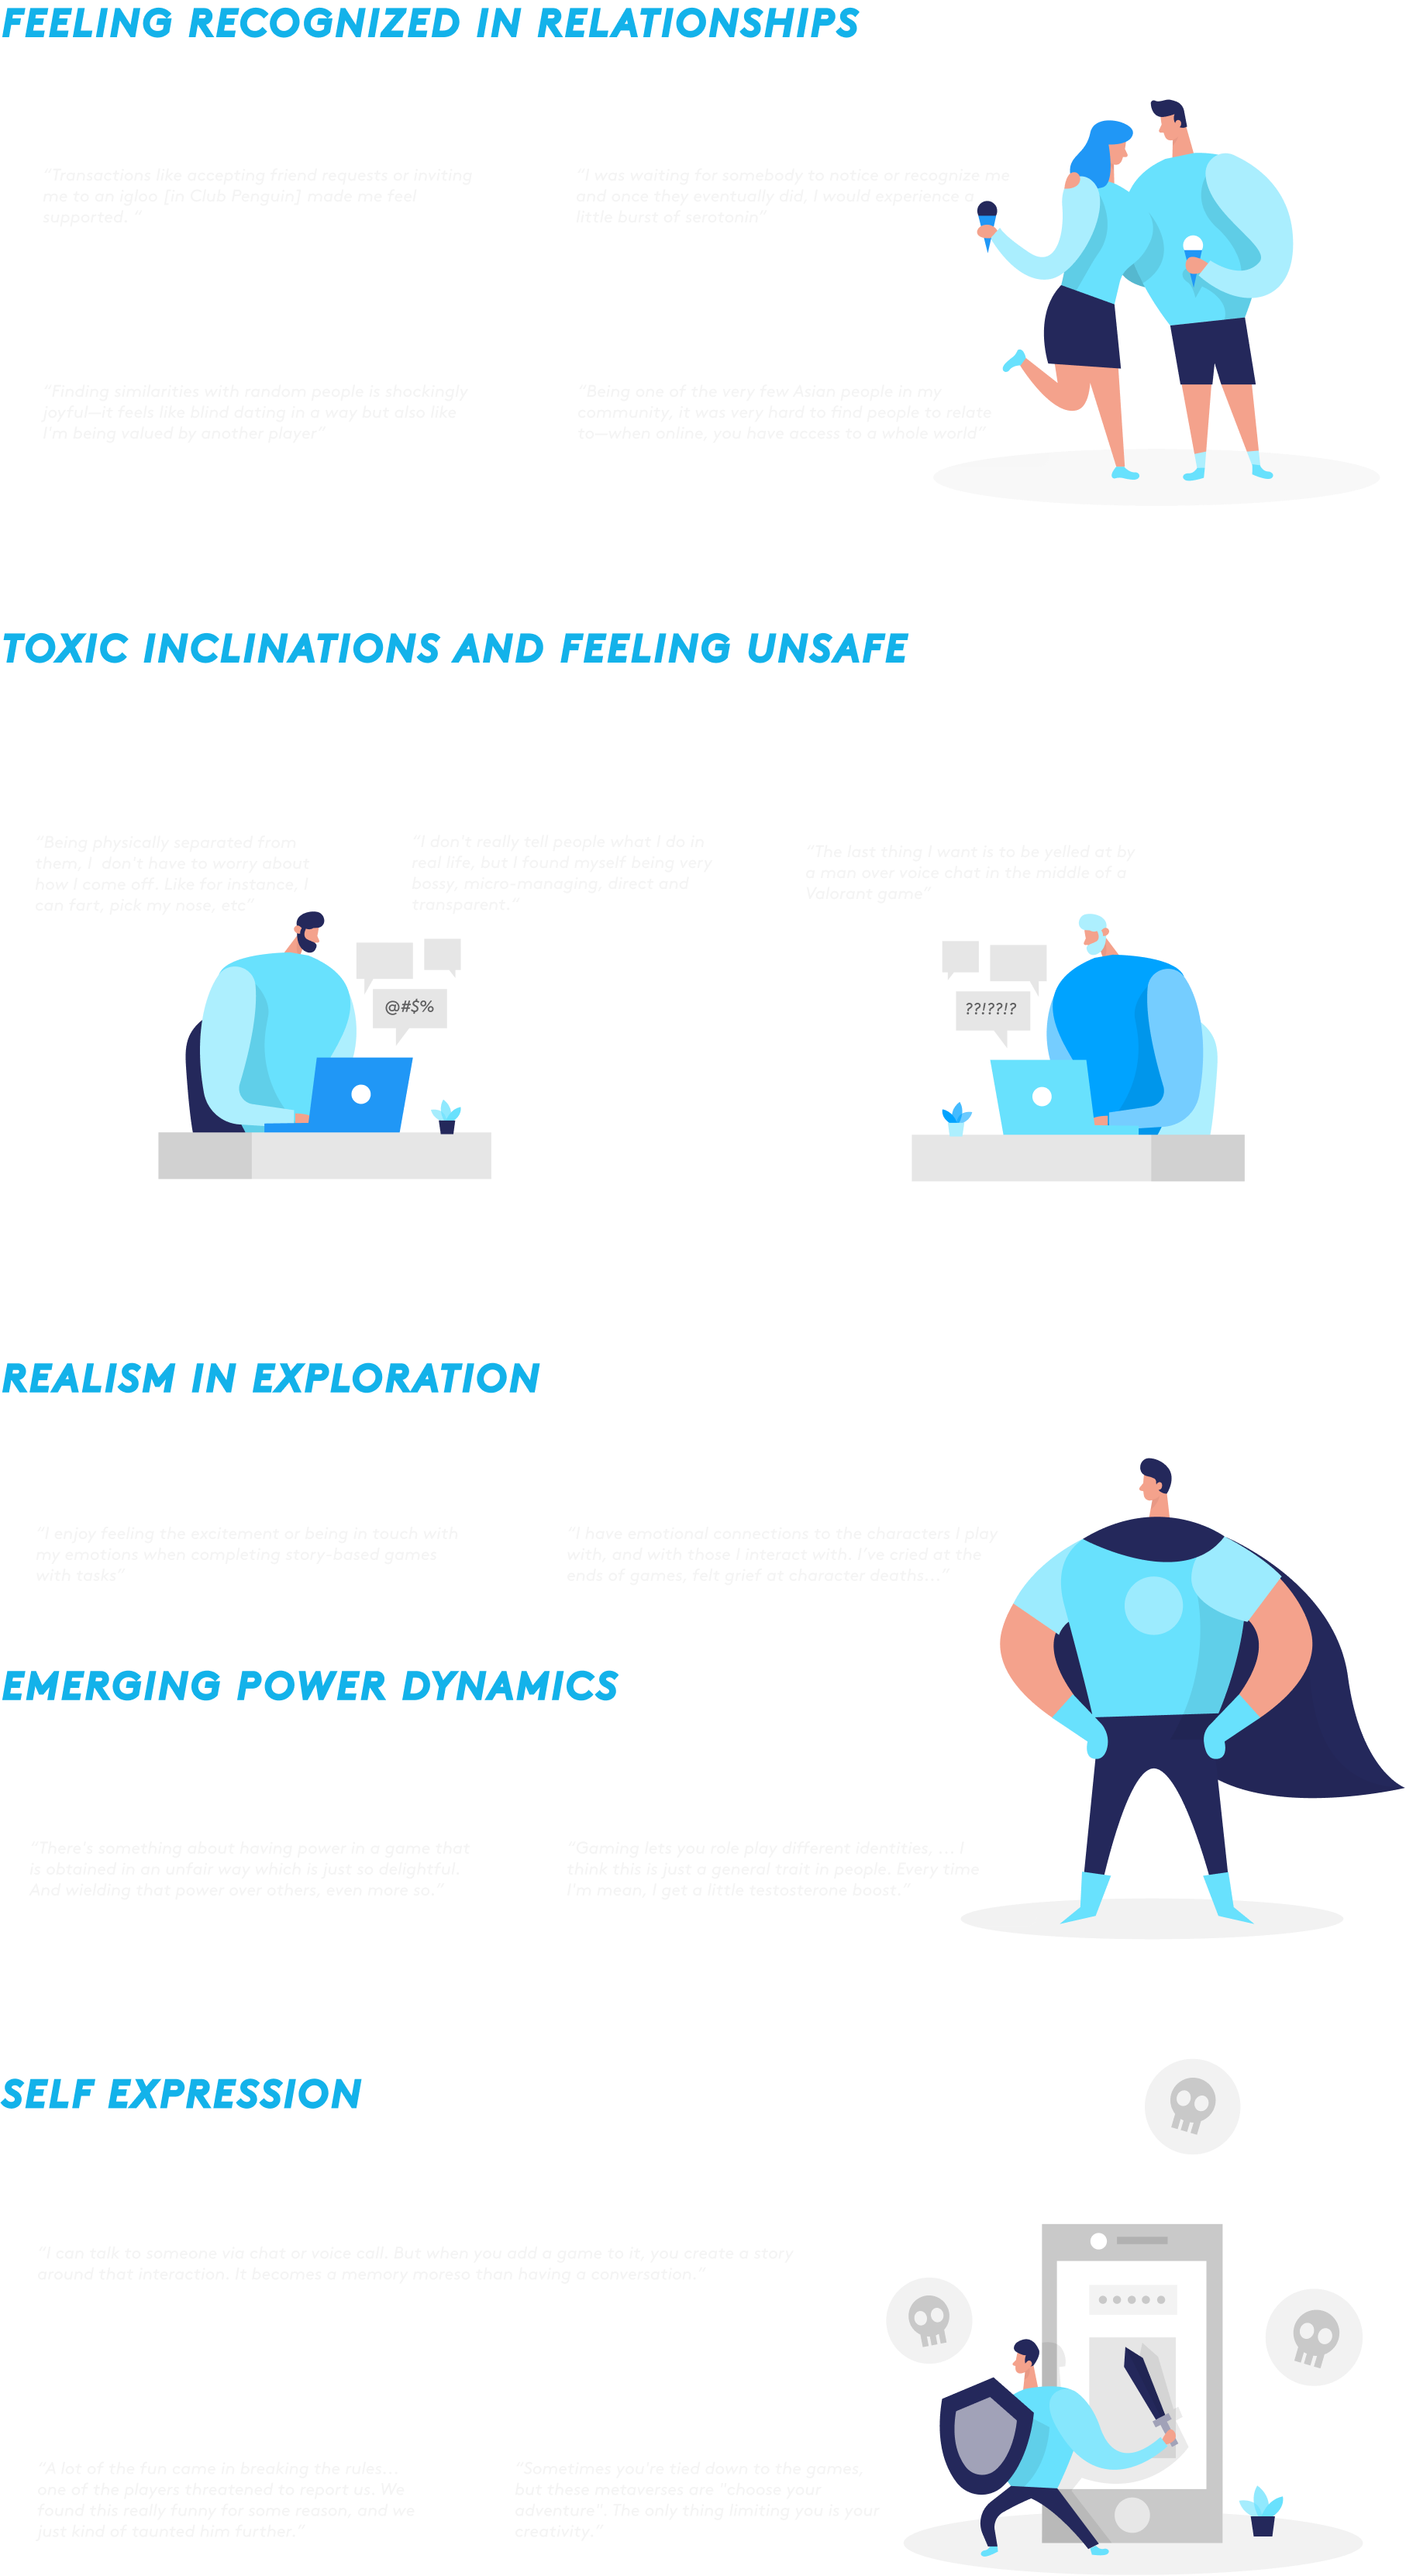 FEELING RECOGNIZED IN RELATIONSHIPS
“Transactions like accepting friend requests or inviting
me to an igloo [in Club Penguin] made me feel
supported. ”
“I was waiting for somebody to notice or recognize me
and once they eventually did, I would experience a
little burst of serotonin”
“Finding similarities with random people is shockingly
joyful—it feels like blind dating in a way but also like
I’m being valued by another player”
“Being one of the very few Asian people in my
community, it was very hard to find people to relate
to—when online, you have access to a whole world”
TOXIC INCLINATIONS AND FEELING UNSAFE
“Being physically separated from
them, I don’t have to worry about
how I come off. Like for instance, I
can fart, pick my nose, etc”
“I don’t really tell people what I do in
real life, but I found myself being very
bossy, micro-managing, direct and
transparent.”
“The last thing I want is to be yelled at by
a man over voice chat in the middle of a
Valorant game”
@#$%
??!??!?
REALISM IN EXPLORATION
“I enjoy feeling the excitement or being in touch with
my emotions when completing story-based games
with tasks”
“I have emotional connections to the characters I play
with, and with those I interact with. I’ve cried at the
ends of games, felt grief at character deaths...”
EMERGING POWER DYNAMICS
“There’s something about having power in a game that
is obtained in an unfair way which is just so delightful.
And wielding that power over others, even more so.”
“Gaming lets you role play different identities, ... I
think this is just a general trait in people. Every time
I’m mean, I get a little testosterone boost.”
SELF EXPRESSION
“I can talk to someone via chat or voice call. But when you add a game to it, you create a story
around that interaction. It becomes a memory moreso than having a conversation.”
“A lot of the fun came in breaking the rules...
one of the players threatened to report us. We
found this really funny for some reason, and we
just kind of taunted him further.”
“Sometimes you’re tied down to the games,
but these metaverses are "choose your
adventure". The only thing limiting you is your
creativity.”